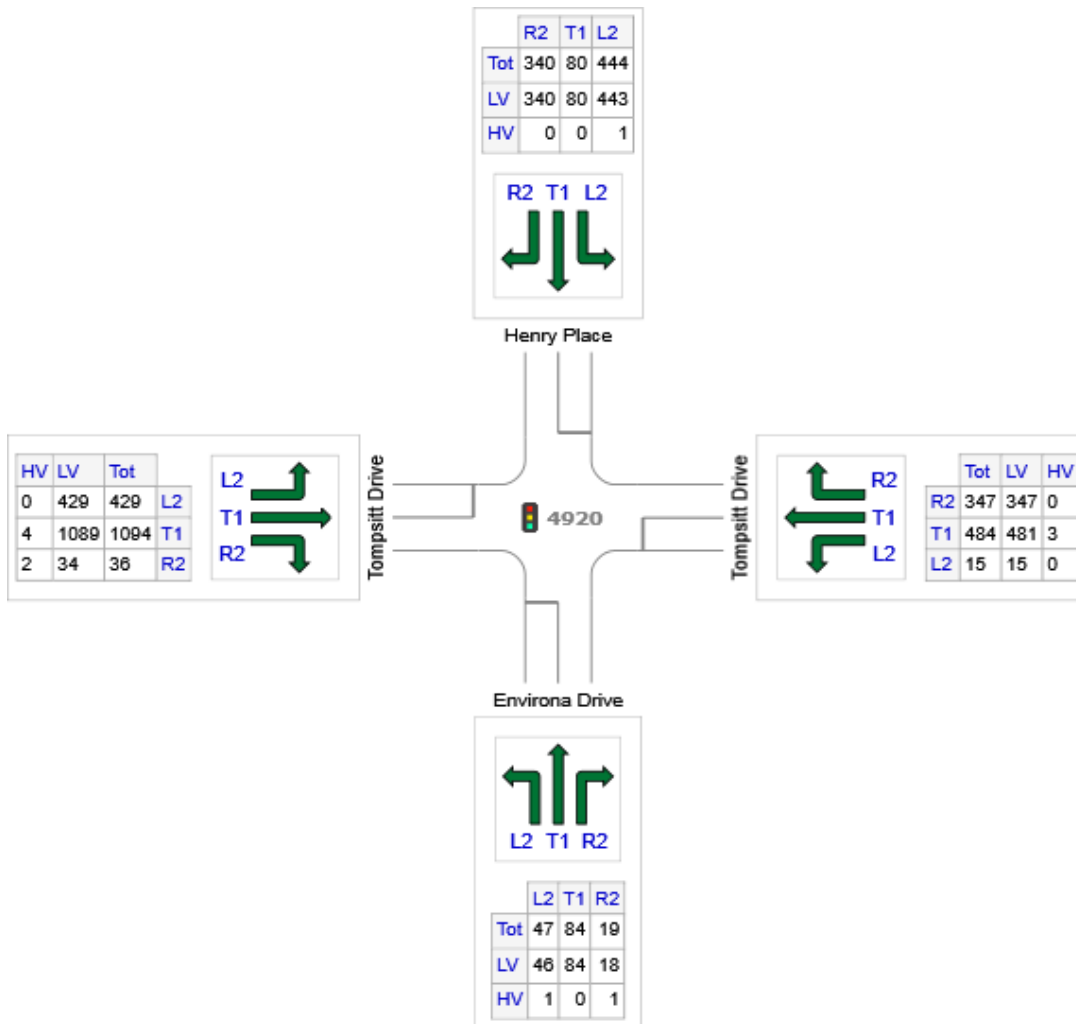 R2 T1 L2
Tot 340 80 444
LV 340 80 443
HV 0 0 1
R2 T1 L2
Henry Place
HV LV Tot
0 429 429 L2
4 1089 1094 T1
2 34 36 R2
L2
T1
R2
Tompsitt Drive
4920
Tompsitt Drive
R2
T1
L2
Tot LV HV
R2 347 347 0
T1 484 481 3
L2 15 15 0
Environa Drive
L2 T1 R2
L2 T1 R2
Tot 47 84 19
LV 46 84 18
HV 1 0 1